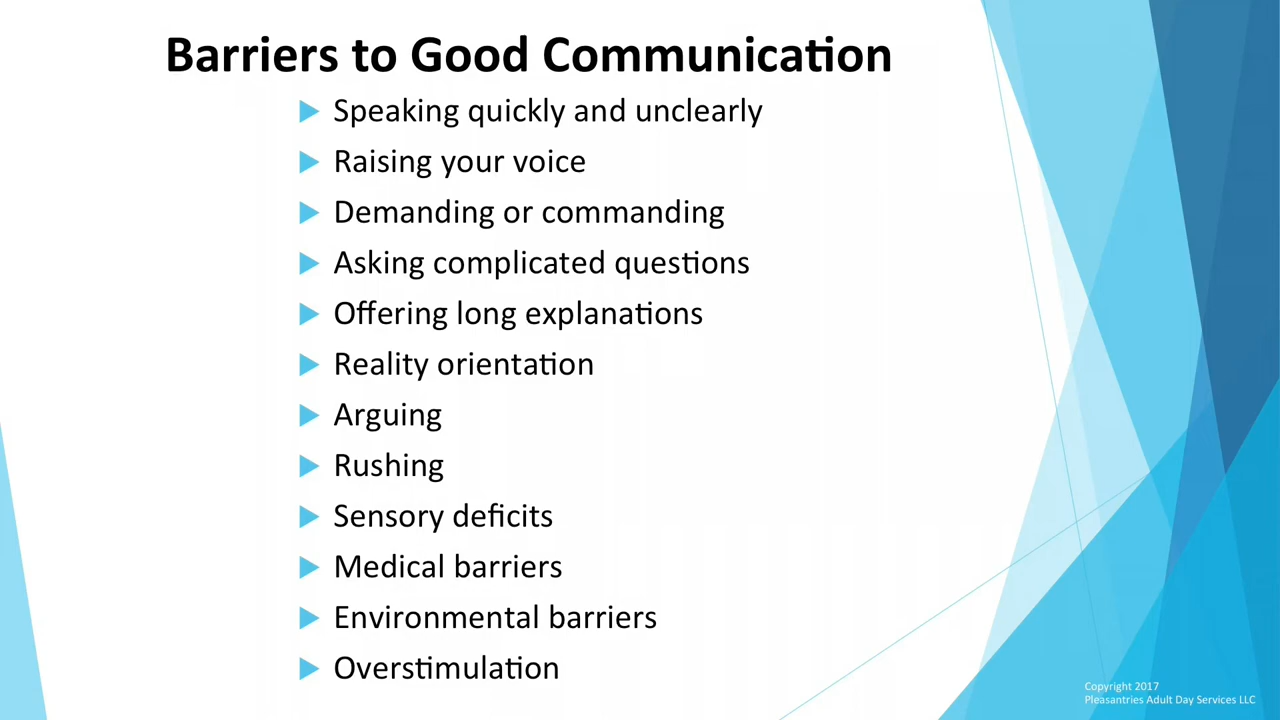 Barriers to Good Communication
Speaking quickly and unclearly
Raising your voice
Demanding or commanding
Asking complicated questions
Offering long explanations
Reality orientation
Arguing
Rushing
Sensory deficits
Medical barriers
Environmental barriers
Overstimulation
Copyright 2017
Pleasantries Adult Day Services LLC